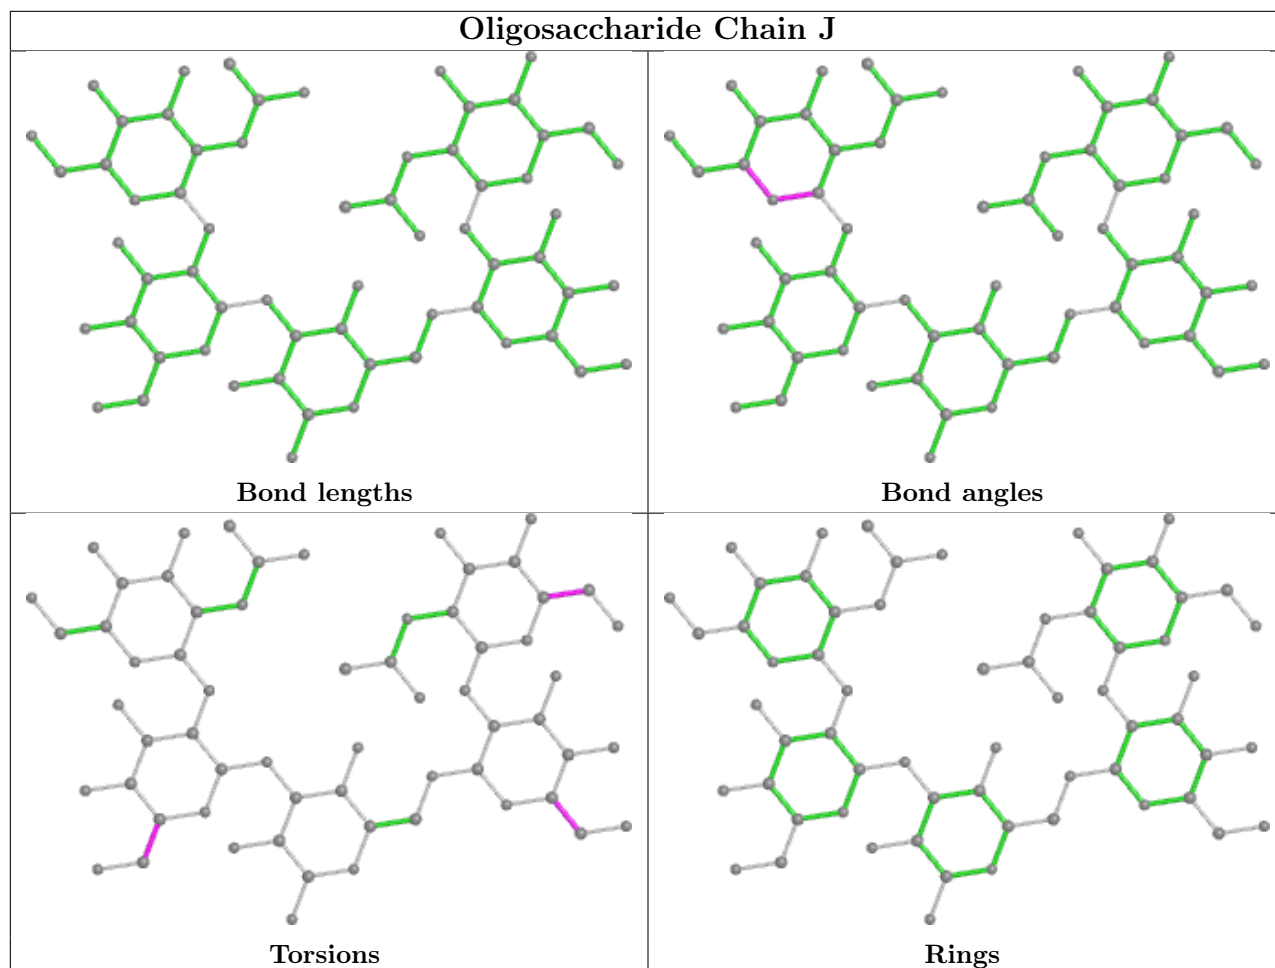 Oligosaccharide Chain J
Bond lengths
Bond angles
Torsions
Rings